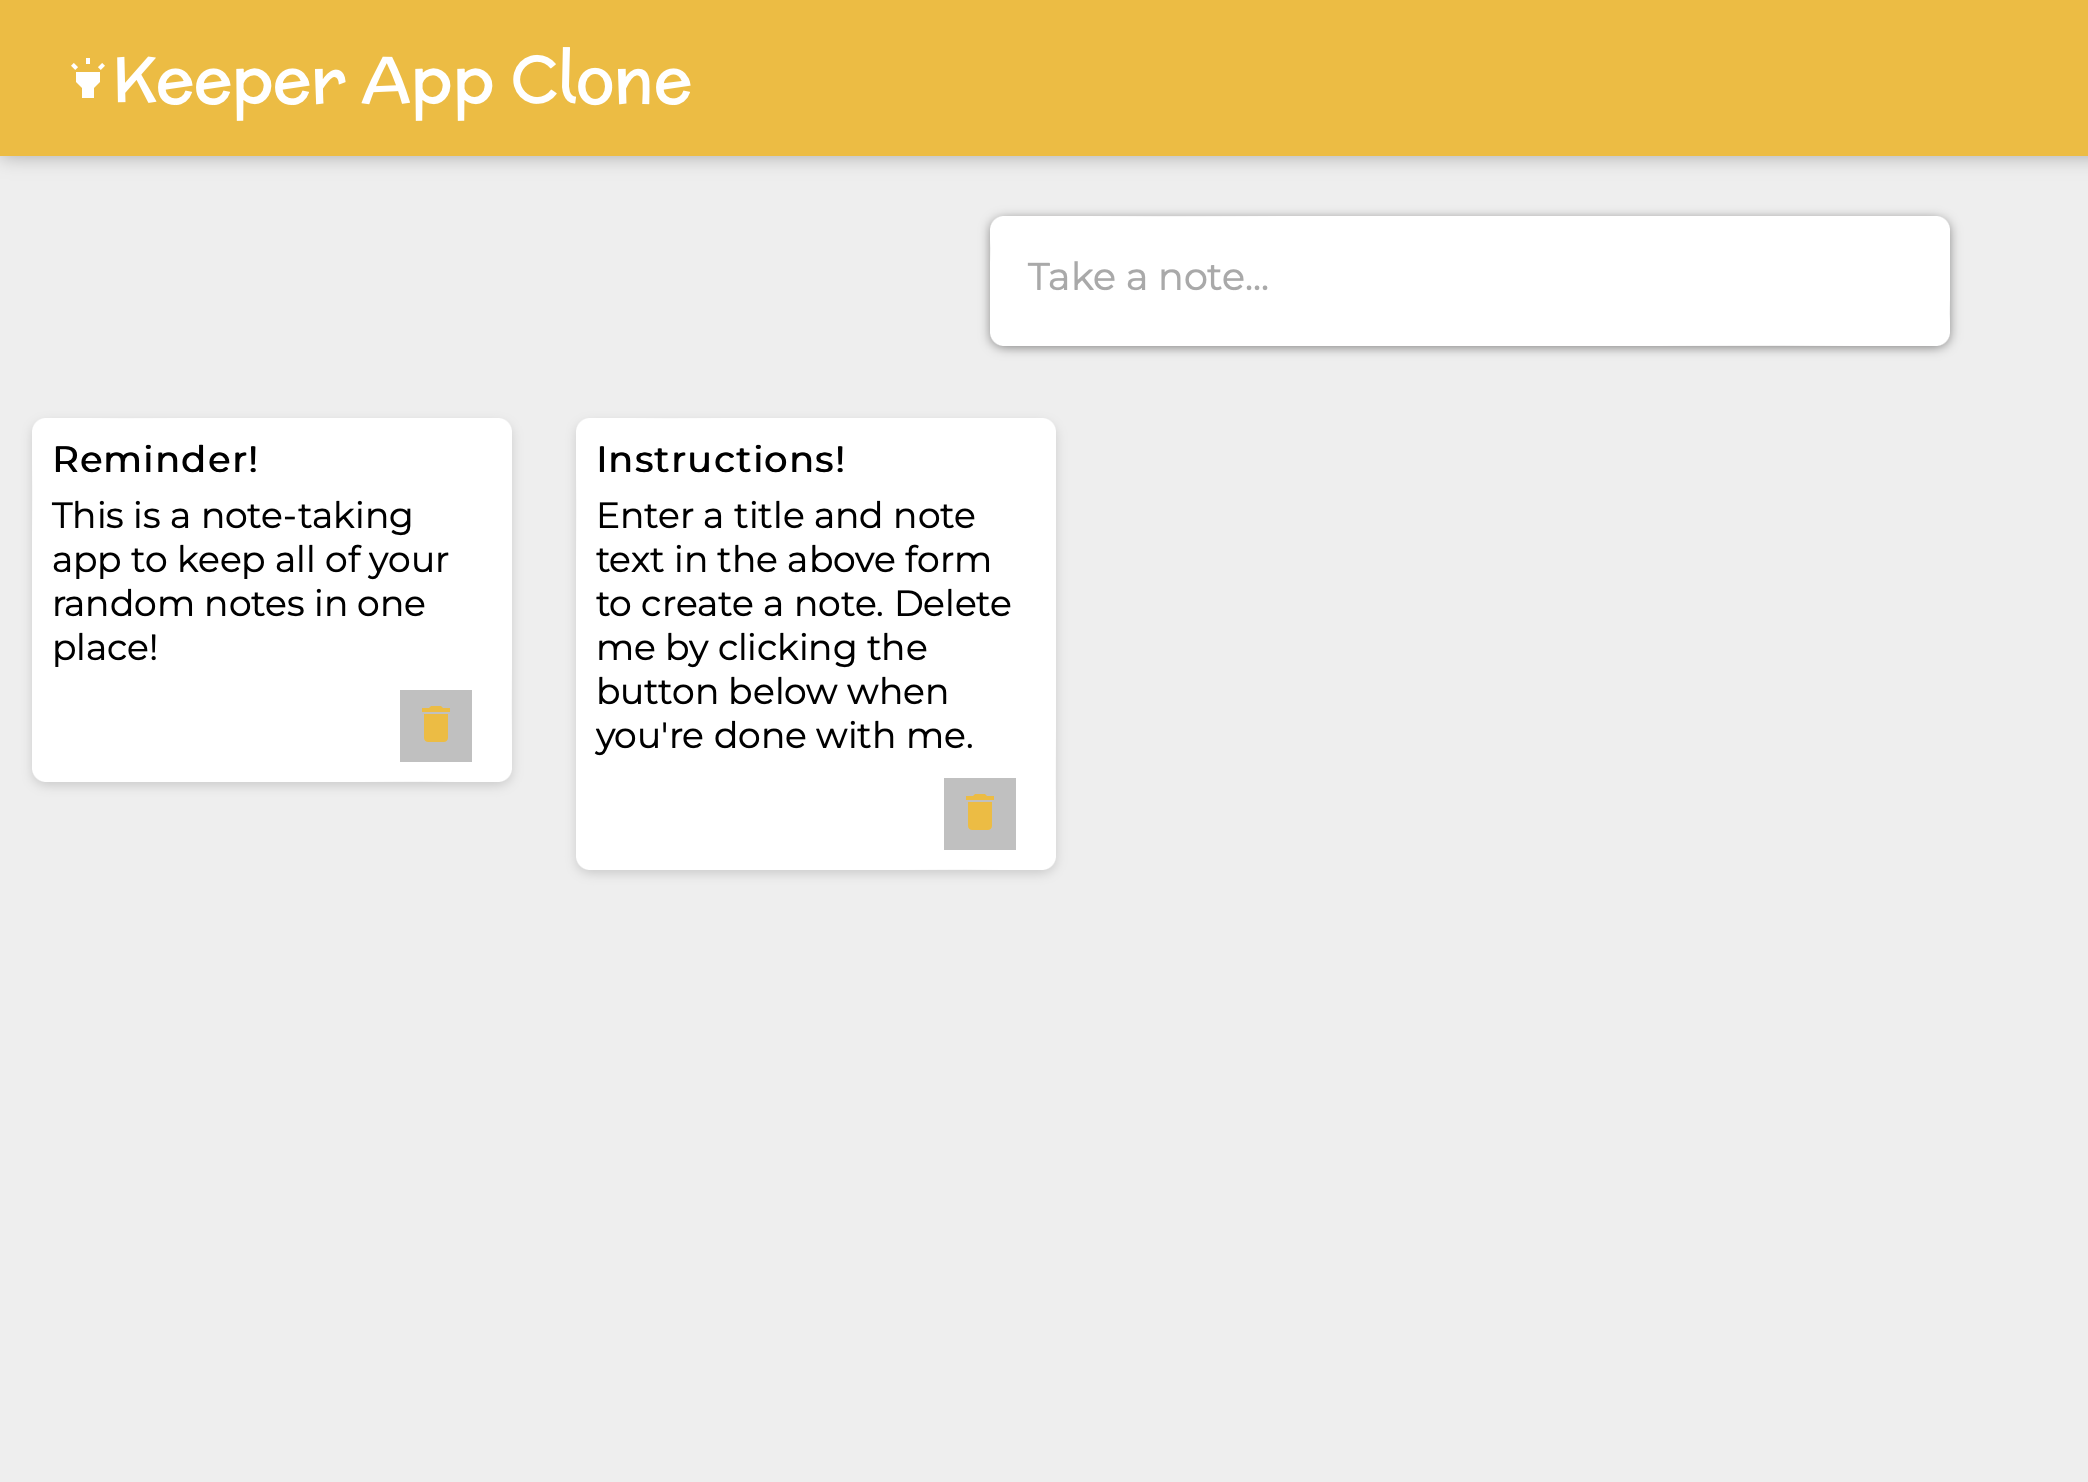 Keeper App Clone
Take a note...
Reminder!
This is a note-taking
app to keep all of your
random notes in one
place!
Instructions!
Enter a title and note
text in the above form
to create a note. Delete
me by clicking the
button below when
you're done with me.